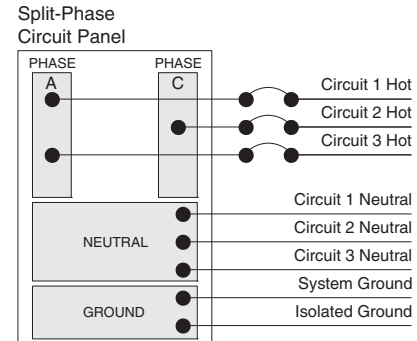 Split-Phase
Circuit Panel
PHASE
PHASE
A
C
Circuit 1 Hot
Circuit 2 Hot
Circuit 3 Hot
Circuit 1 Neutral
NEUTRAL
Circuit 2 Neutral
Circuit 3 Neutral
System Ground
GROUND
Isolated Ground